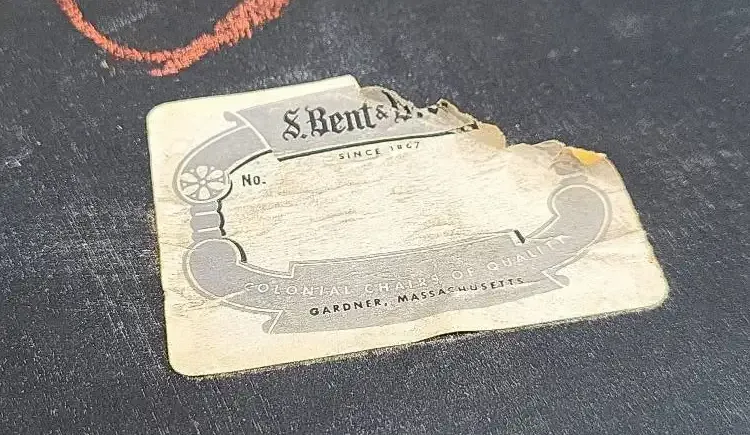 S. Bent &
SINCE 1867
No.
COLONIAL CHAIRS OF QUALITY
GARDNER, MASSACHUSETTS